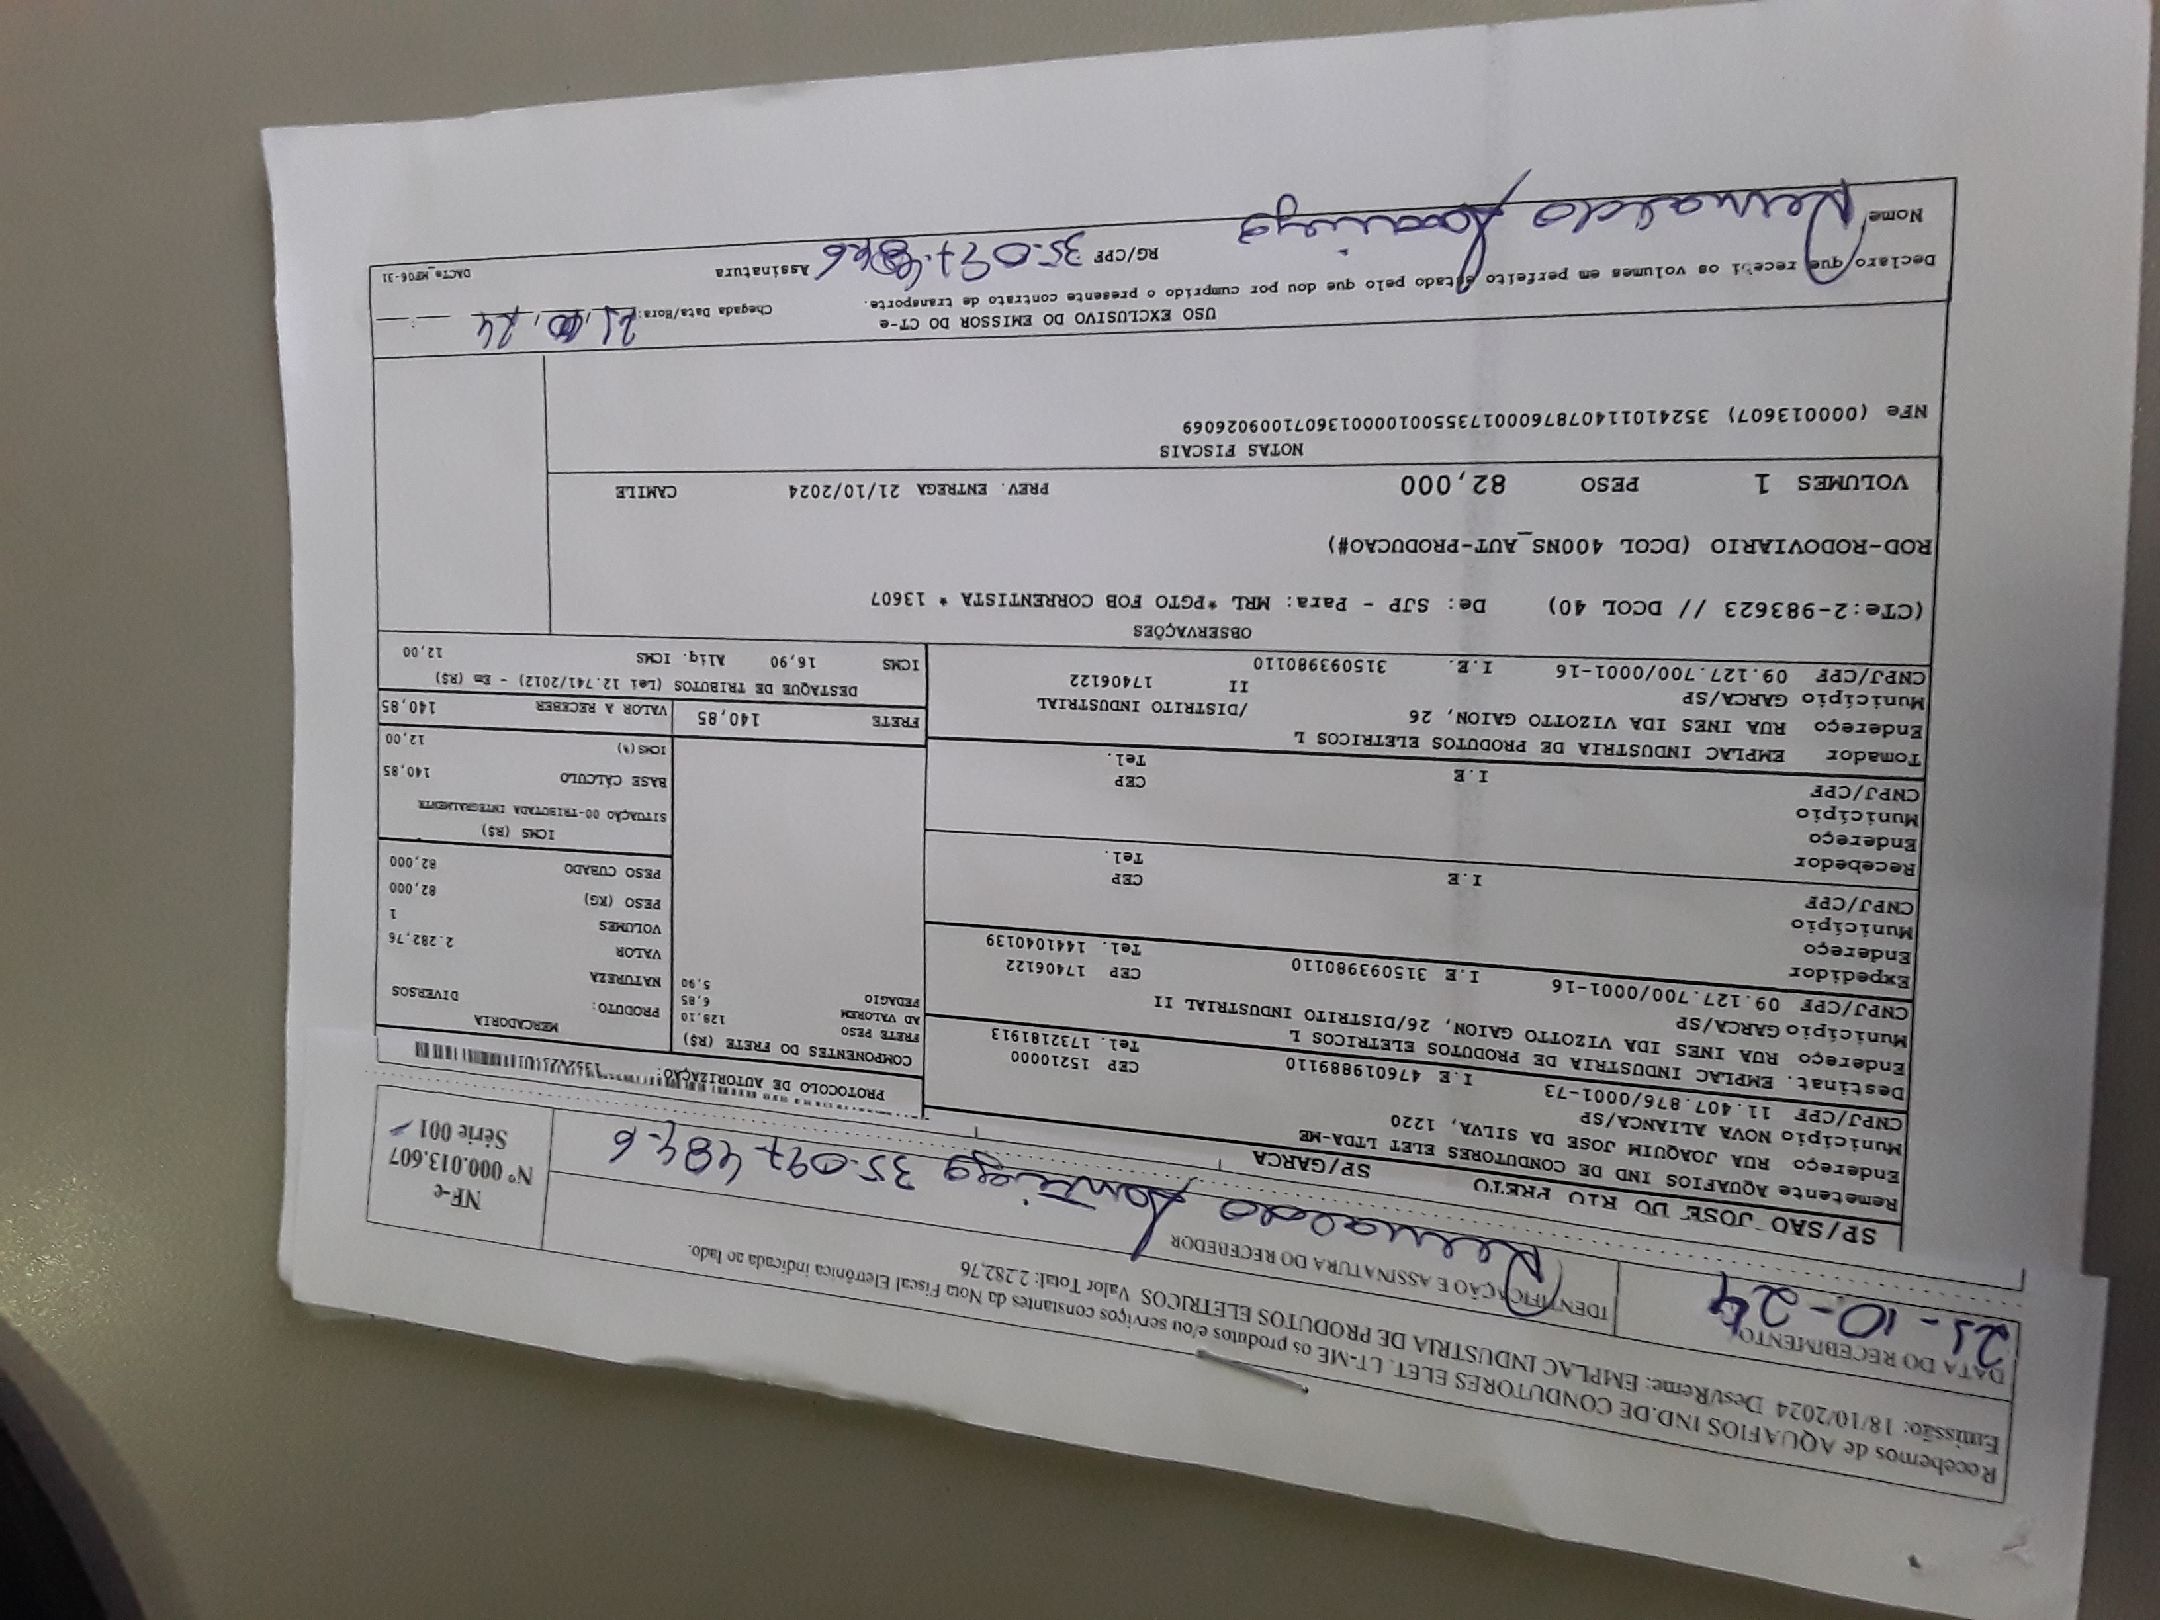 Recebemos de AQUAFIOS IND.DE CONDUTORES ELET. LT-ME os produtos e/ou serviços constantes da Nota Fiscal Eletrônica indicada ao lado.
Emissão: 18/10/2024 Dest/Reme: EMPLAC INDUSTRIA DE PRODUTOS ELETRICOS Valor Total: 2.282,76
DATA DO RECEBIMENTO
21-10-24
IDENTIFICAÇÃO E ASSINATURA DO RECEBEDOR
35.097.484-6
NF-e
Nº 000.013.607
Série 001
SP/SAO JOSE DO RIO PRETO SP/GARCA
Remetente AQUAFIOS IND DE CONDUTORES ELET LTDA-ME
Endereço RUA JOAQUIM JOSE DA SILVA, 1220
Município NOVA ALIANCA/SP CEP 15210000
CNPJ/CPF 11.407.876/0001-73 I.E 476019889110 Tel. 1732181913
Destinat. EMPLAC INDUSTRIA DE PRODUTOS ELETRICOS L
Endereço RUA INES IDA VIZOTTO GAION, 26/DISTRITO INDUSTRIAL II
Município GARCA/SP CEP 17406122
CNPJ/CPF 09.127.700/0001-16 I.E 315093980110 Tel. 1441040139
Expedidor
Endereço
Município CEP
CNPJ/CPF I.E Tel.
Recebedor
Endereço
Município CEP
CNPJ/CPF I.E Tel.
Tomador EMPLAC INDUSTRIA DE PRODUTOS ELETRICOS L
Endereço RUA INES IDA VIZOTTO GAION, 26 /DISTRITO INDUSTRIAL
Município GARCA/SP II 17406122
CNPJ/CPF 09.127.700/0001-16 I.E. 315093980110
PROTOCOLO DE AUTORIZAÇÃO:
COMPONENTES DO FRETE (R$)
FRETE PESO 128,10
AD VALOREM 6,85
PEDAGIO 5,90
FRETE 140,85
MERCADORIA
PRODUTO: DIVERSOS
NATUREZA
VALOR 2.282,76
VOLUMES 1
PESO (KG) 82,000
PESO CUBADO 82,000
ICMS (R$)
SITUAÇÃO 00-TRIBUTADA INTEGRALMENTE
BASE CÁLCULO 140,85
ICMS(%) 12,00
VALOR A RECEBER 140,85
DESTAQUE DE TRIBUTOS (Lei 12.741/2012) - Em (R$)
ICMS 16,90 Aliq. ICMS 12,00
OBSERVAÇÕES
(CTe:2-983623 // DCOL 40) De: SJP - Para: MRL *PGTO FOB CORRENTISTA * 13607
ROD-RODOVIARIO (DCOL 400NS_AUT-PRODUCAO#)
VOLUMES 1 PESO 82,000 PREV. ENTREGA 21/10/2024 CAMILE
NOTAS FISCAIS
NFe (000013607) 35241011407876000173550010000136071009026069
USO EXCLUSIVO DO EMISSOR DO CT-e
Chegada Data/Hora: 21, 10, 24
Declaro que recebi os volumes em perfeito estado pelo que dou por cumprido o presente contrato de transporte.
Nome RG/CPF Assinatura
DACTe_MP06-31